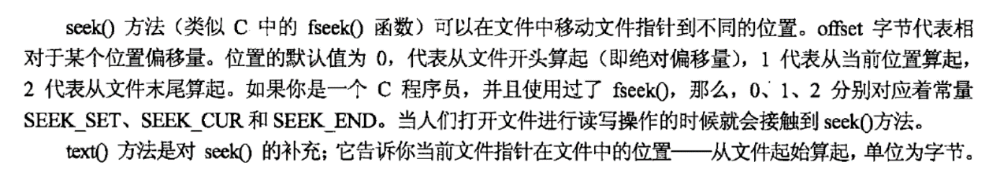 seek() 方法（类似 C 中的 fseek() 函数）可以在文件中移动文件指针到不同的位置。offset 字节代表相
对于某个位置偏移量。位置的默认值为 0，代表从文件开头算起（即绝对偏移量），1 代表从当前位置算起，
2 代表从文件末尾算起。如果你是一个 C 程序员，并且使用过了 fseek()，那么，0、1、2 分别对应着常量
SEEK_SET、SEEK_CUR 和 SEEK_END。当人们打开文件进行读写操作的时候就会接触到 seek()方法。
text() 方法是对 seek() 的补充；它告诉你当前文件指针在文件中的位置——从文件起始算起，单位为字节。